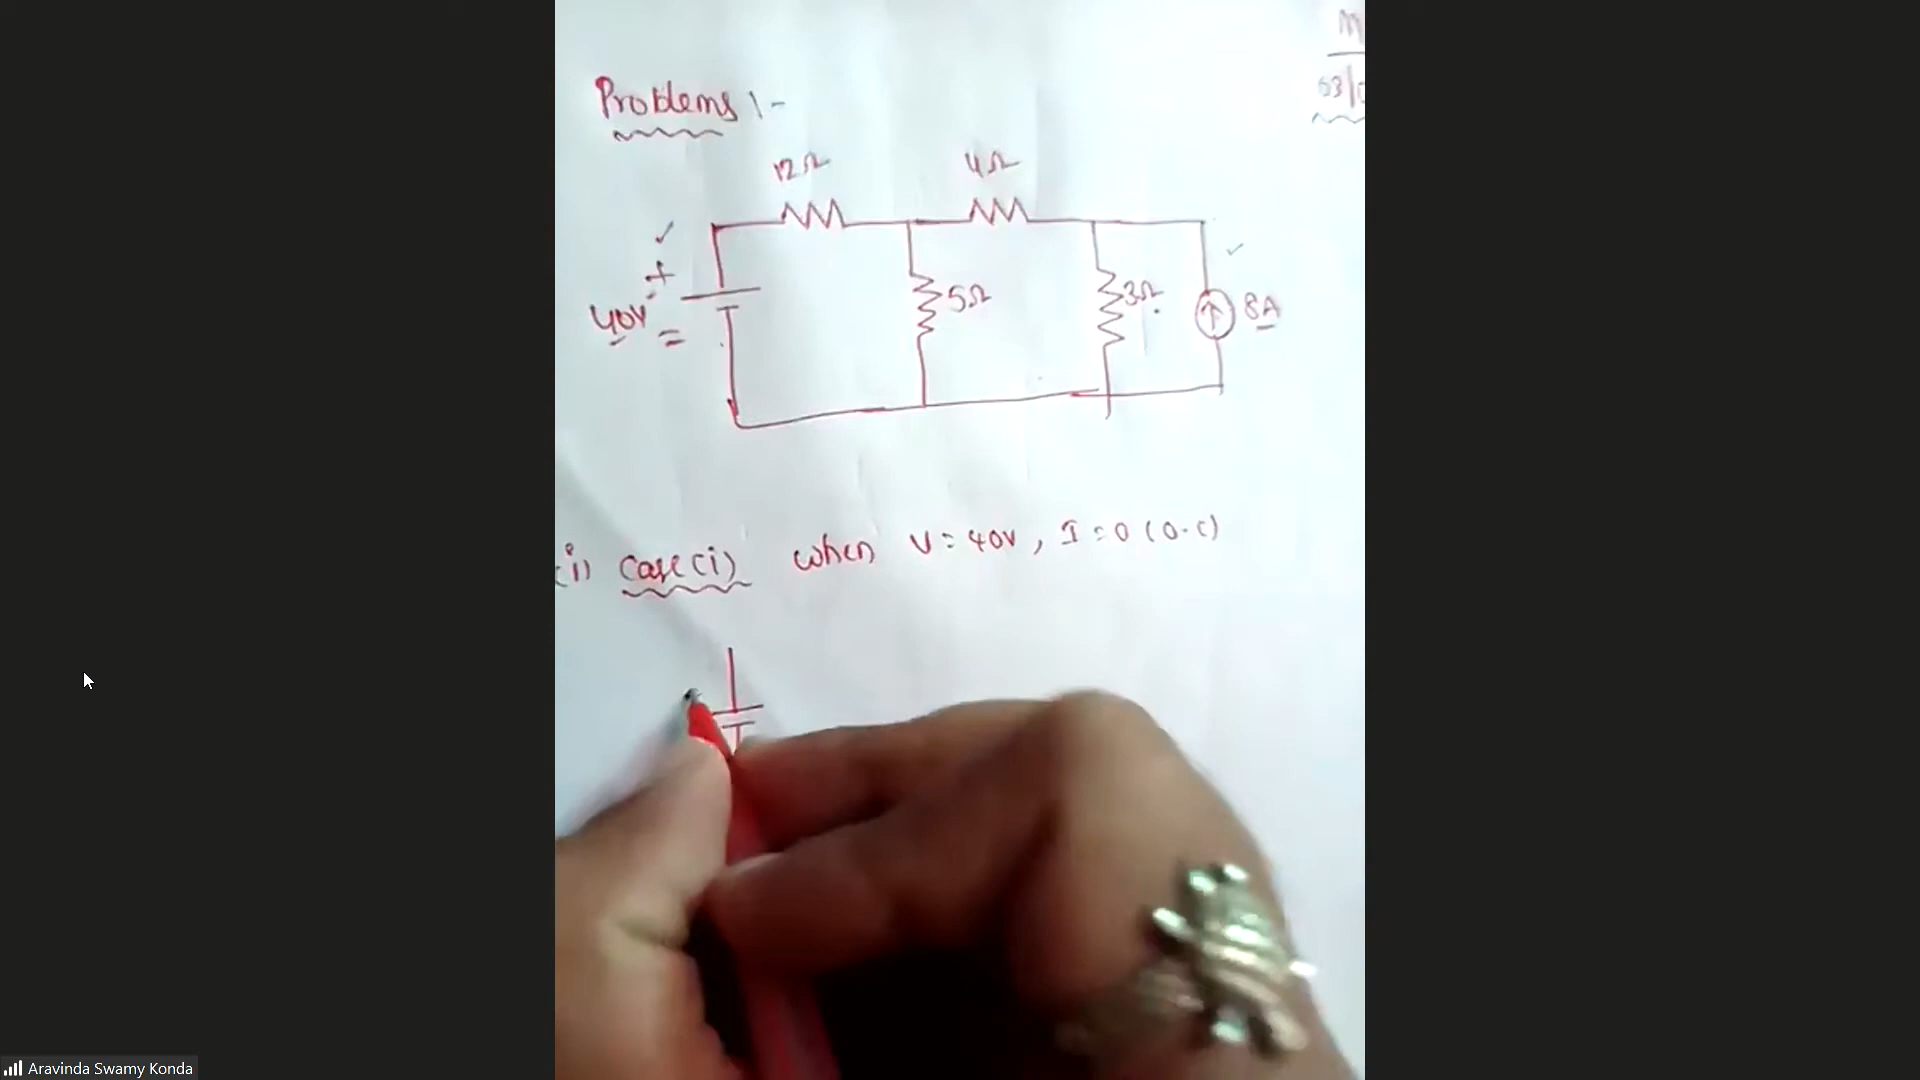 Problems :-
12Ω 4Ω
+
40V 5Ω 3Ω 8A
(i) Case(i) when V=40V, I=0 (O.C)
Aravinda Swamy Konda